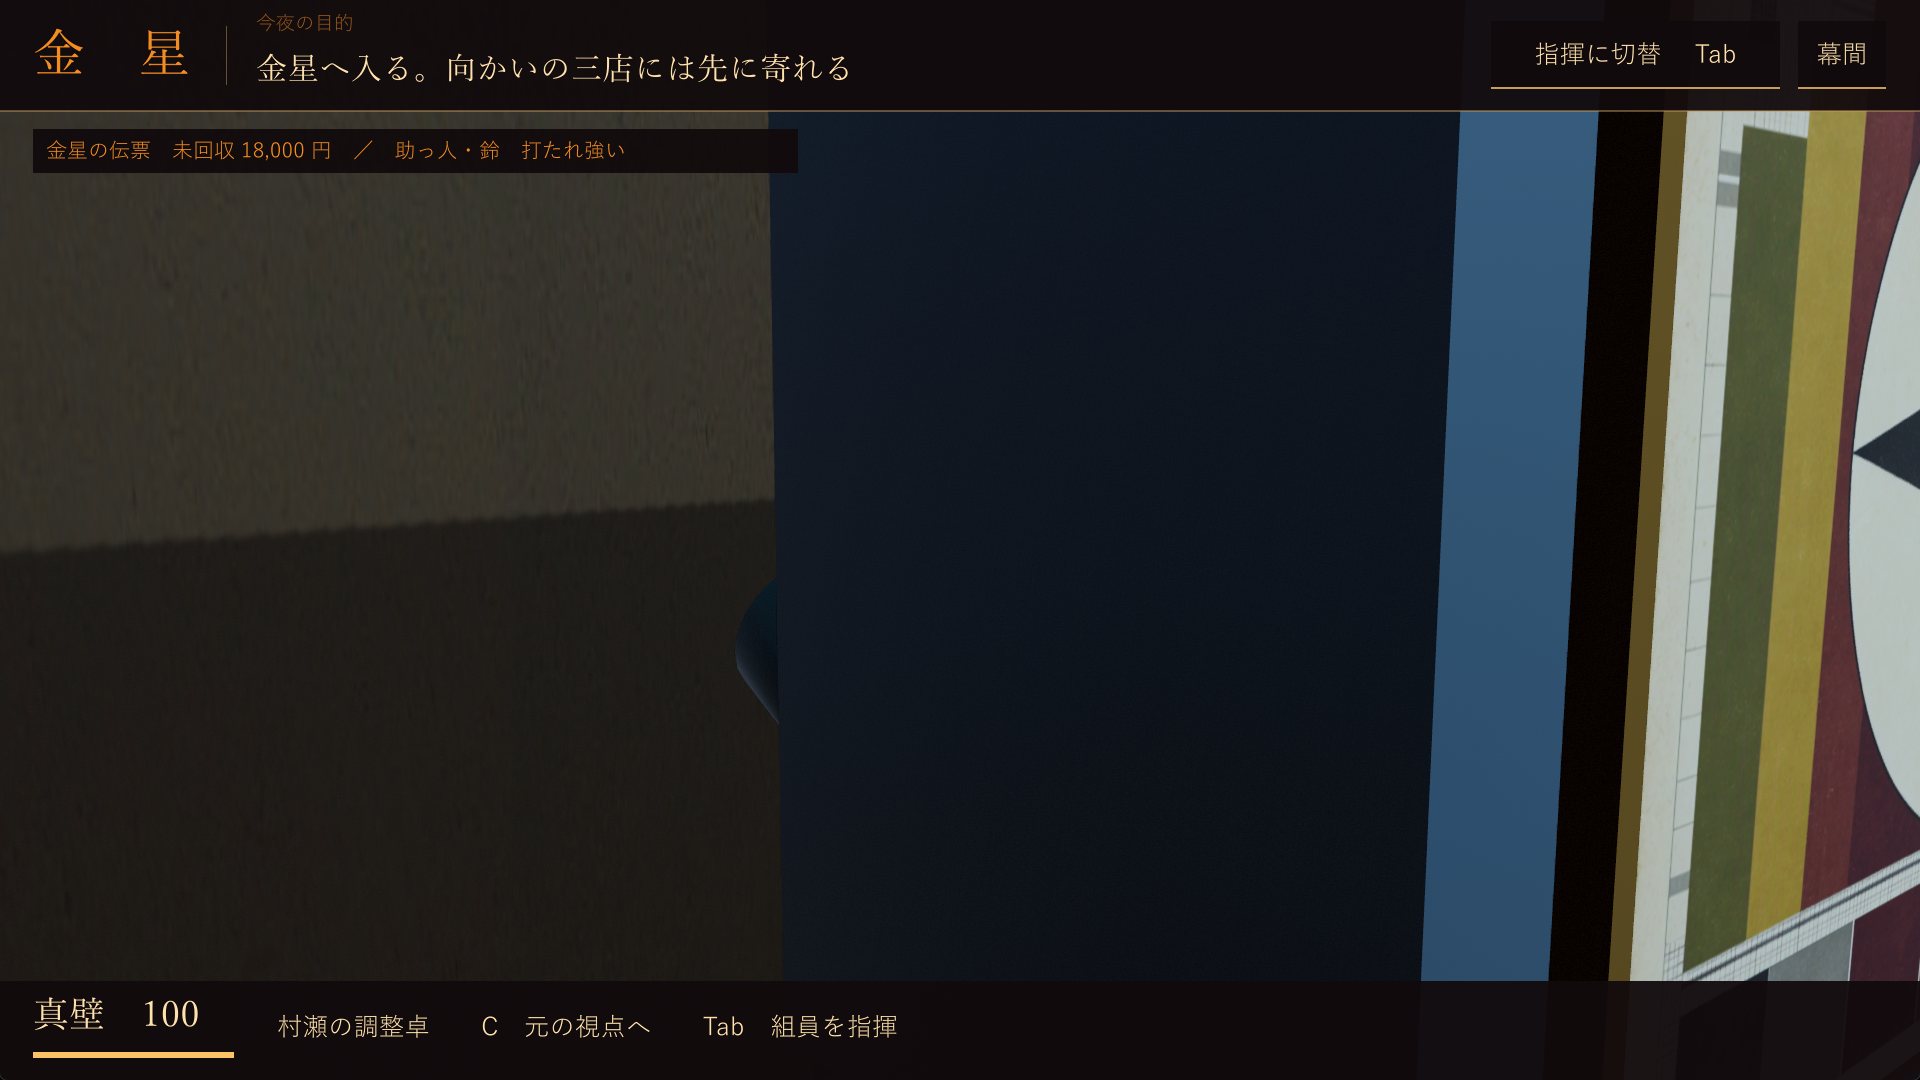 金 星
今夜の目的
金星へ入る。向かいの三店には先に寄れる
指揮に切替 Tab
幕間
金星の伝票 未回収 18,000 円 ／ 助っ人・鈴 打たれ強い
真壁 100
村瀬の調整卓 C 元の視点へ Tab 組員を指揮